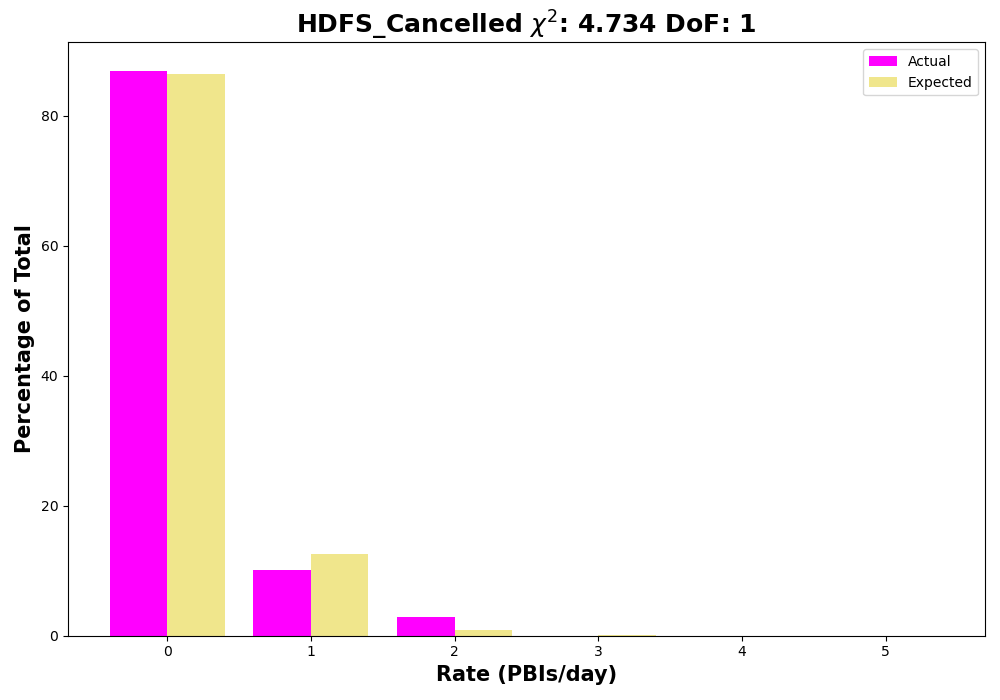 HDFS_Cancelled χ²: 4.734 DoF: 1
Actual
Expected
Percentage of Total
80
60
40
20
0
0 1 2 3 4 5
Rate (PBIs/day)